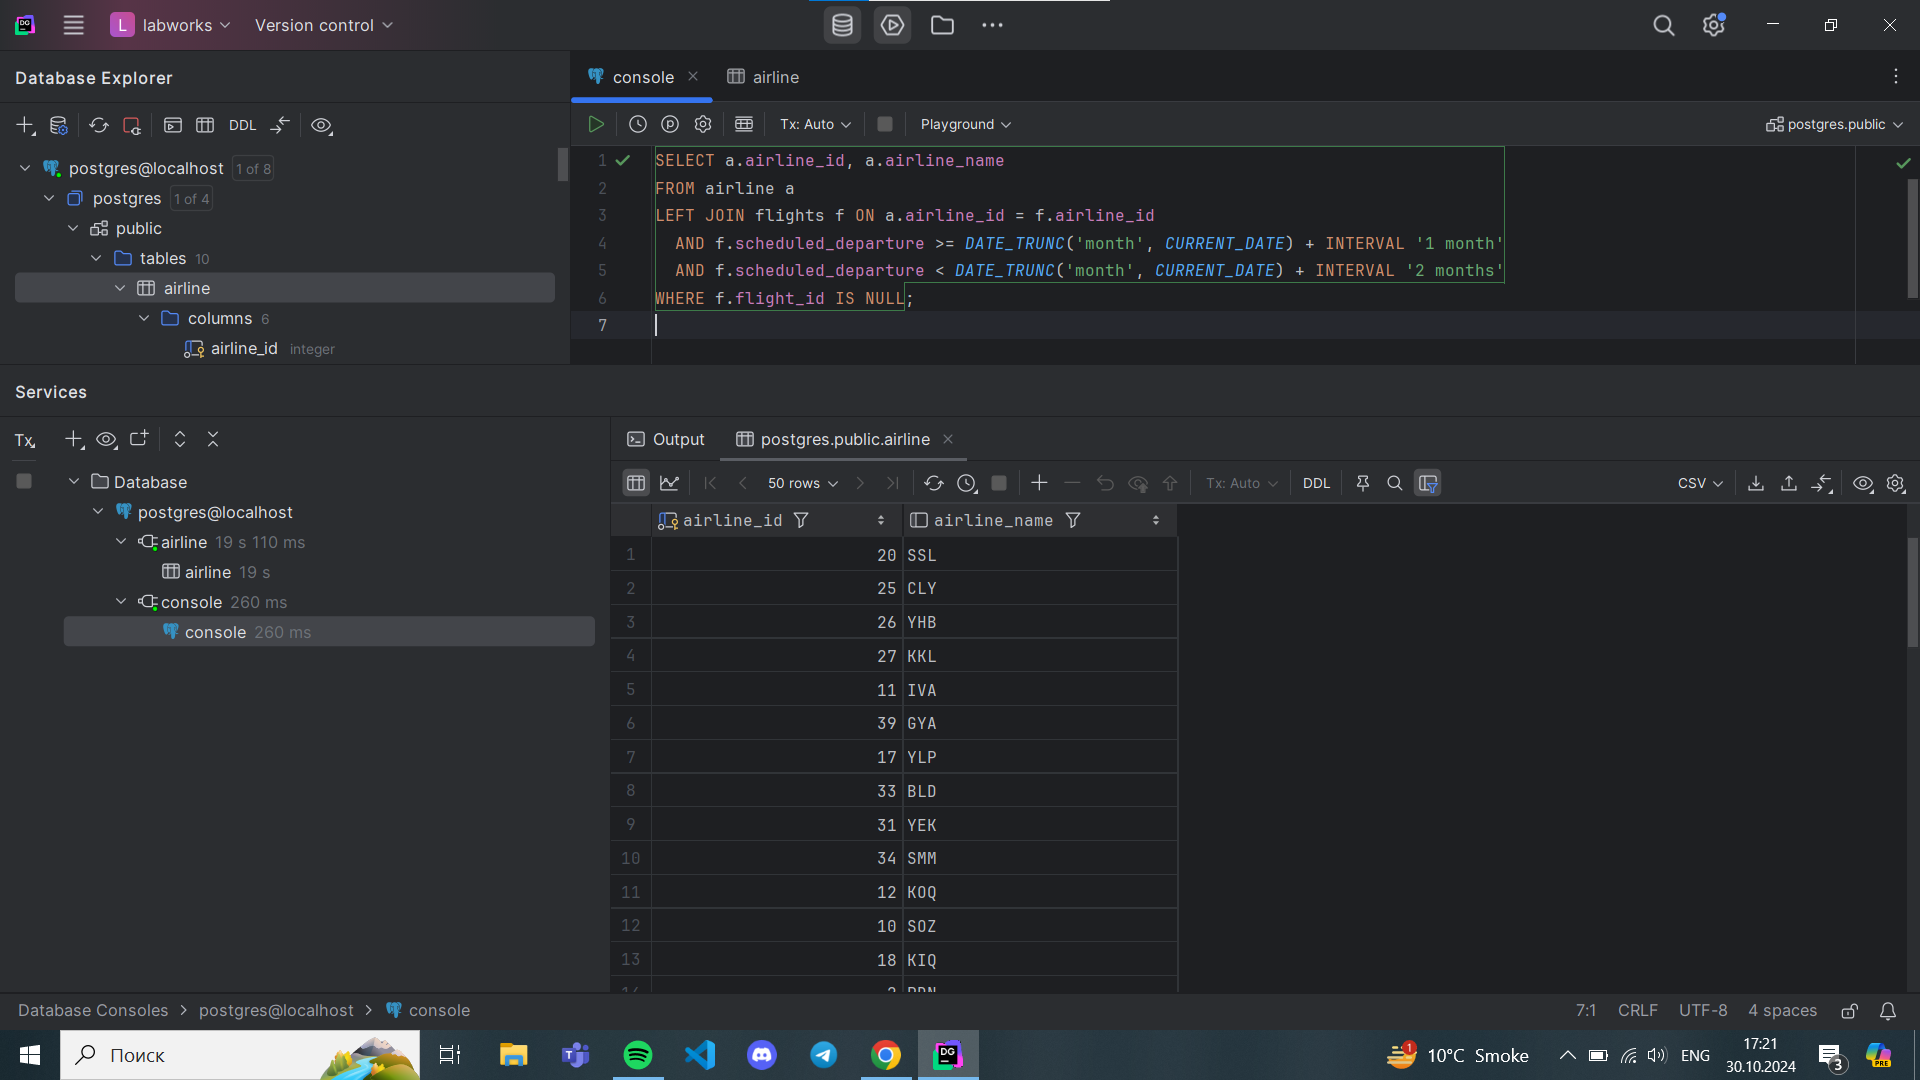 DG
L labworks
Version control
Database Explorer
console
airline
DDL
Tx: Auto
Playground
postgres.public
postgres@localhost 1 of 8
postgres 1 of 4
public
tables 10
airline
columns 6
airline_id integer
1 SELECT a.airline_id, a.airline_name
2 FROM airline a
3 LEFT JOIN flights f ON a.airline_id = f.airline_id
4 AND f.scheduled_departure >= DATE_TRUNC('month', CURRENT_DATE) + INTERVAL '1 month'
5 AND f.scheduled_departure < DATE_TRUNC('month', CURRENT_DATE) + INTERVAL '2 months'
6 WHERE f.flight_id IS NULL;
7
Services
Tx
Database
postgres@localhost
airline 19 s 110 ms
airline 19 s
console 260 ms
console 260 ms
Output
postgres.public.airline
50 rows
Tx: Auto
DDL
CSV
airline_id airline_name
1 20 SSL
2 25 CLY
3 26 YHB
4 27 KKL
5 11 IVA
6 39 GYA
7 17 YLP
8 33 BLD
9 31 YEK
10 34 SMM
11 12 KOQ
12 10 SOZ
13 18 KIQ
Database Consoles > postgres@localhost > console
7:1 CRLF UTF-8 4 spaces
Поиск
DG
1
10°C Smoke
ENG
17:21
30.10.2024
3
PRE